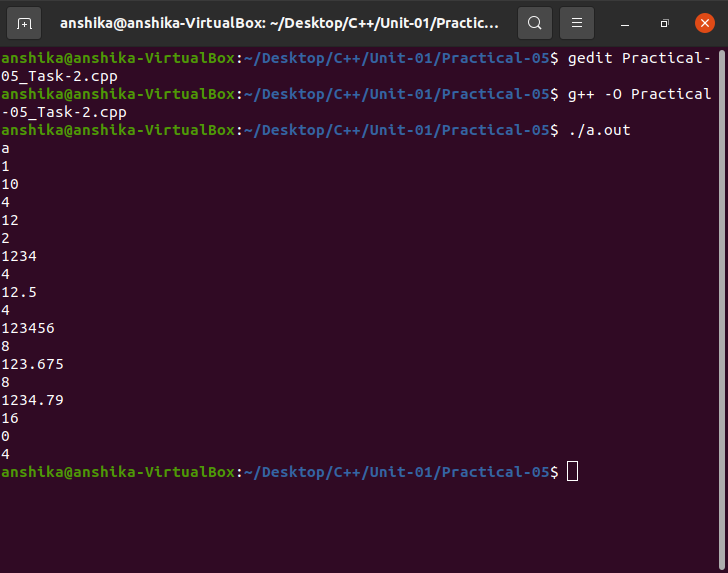 anshika@anshika-VirtualBox: ~/Desktop/C++/Unit-01/Practic...
anshika@anshika-VirtualBox:~/Desktop/C++/Unit-01/Practical-05$ gedit Practical-
05_Task-2.cpp
anshika@anshika-VirtualBox:~/Desktop/C++/Unit-01/Practical-05$ g++ -O Practical
-05_Task-2.cpp
anshika@anshika-VirtualBox:~/Desktop/C++/Unit-01/Practical-05$ ./a.out
a
1
10
4
12
2
1234
4
12.5
4
123456
8
123.675
8
1234.79
16
0
4
anshika@anshika-VirtualBox:~/Desktop/C++/Unit-01/Practical-05$